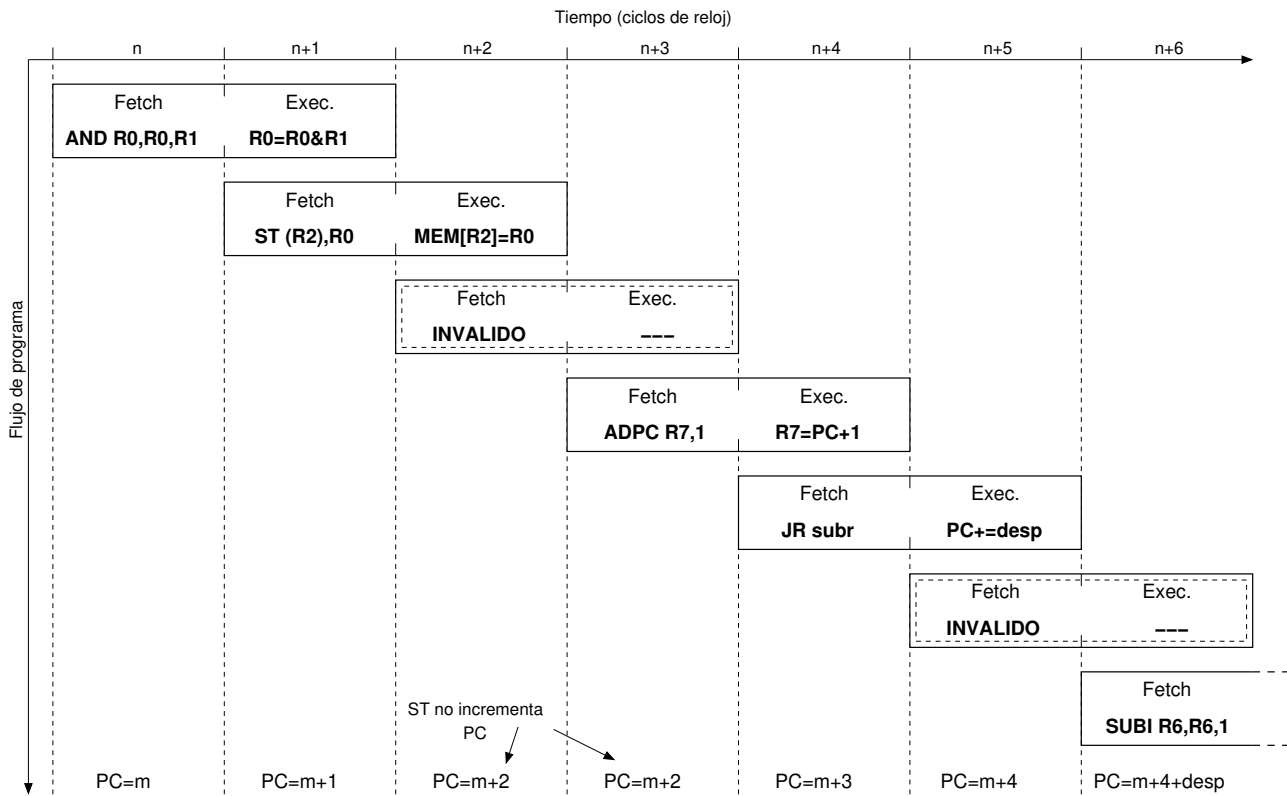 Tiempo (ciclos de reloj)
n n+1 n+2 n+3 n+4 n+5 n+6
Flujo de programa
Fetch Exec.
AND R0,R0,R1 R0=R0&R1
Fetch Exec.
ST (R2),R0 MEM[R2]=R0
Fetch Exec.
INVALIDO −−−
Fetch Exec.
ADPC R7,1 R7=PC+1
Fetch Exec.
JR subr PC+=desp
Fetch Exec.
INVALIDO −−−
Fetch
SUBI R6,R6,1
ST no incrementa
PC
PC=m PC=m+1 PC=m+2 PC=m+2 PC=m+3 PC=m+4 PC=m+4+desp